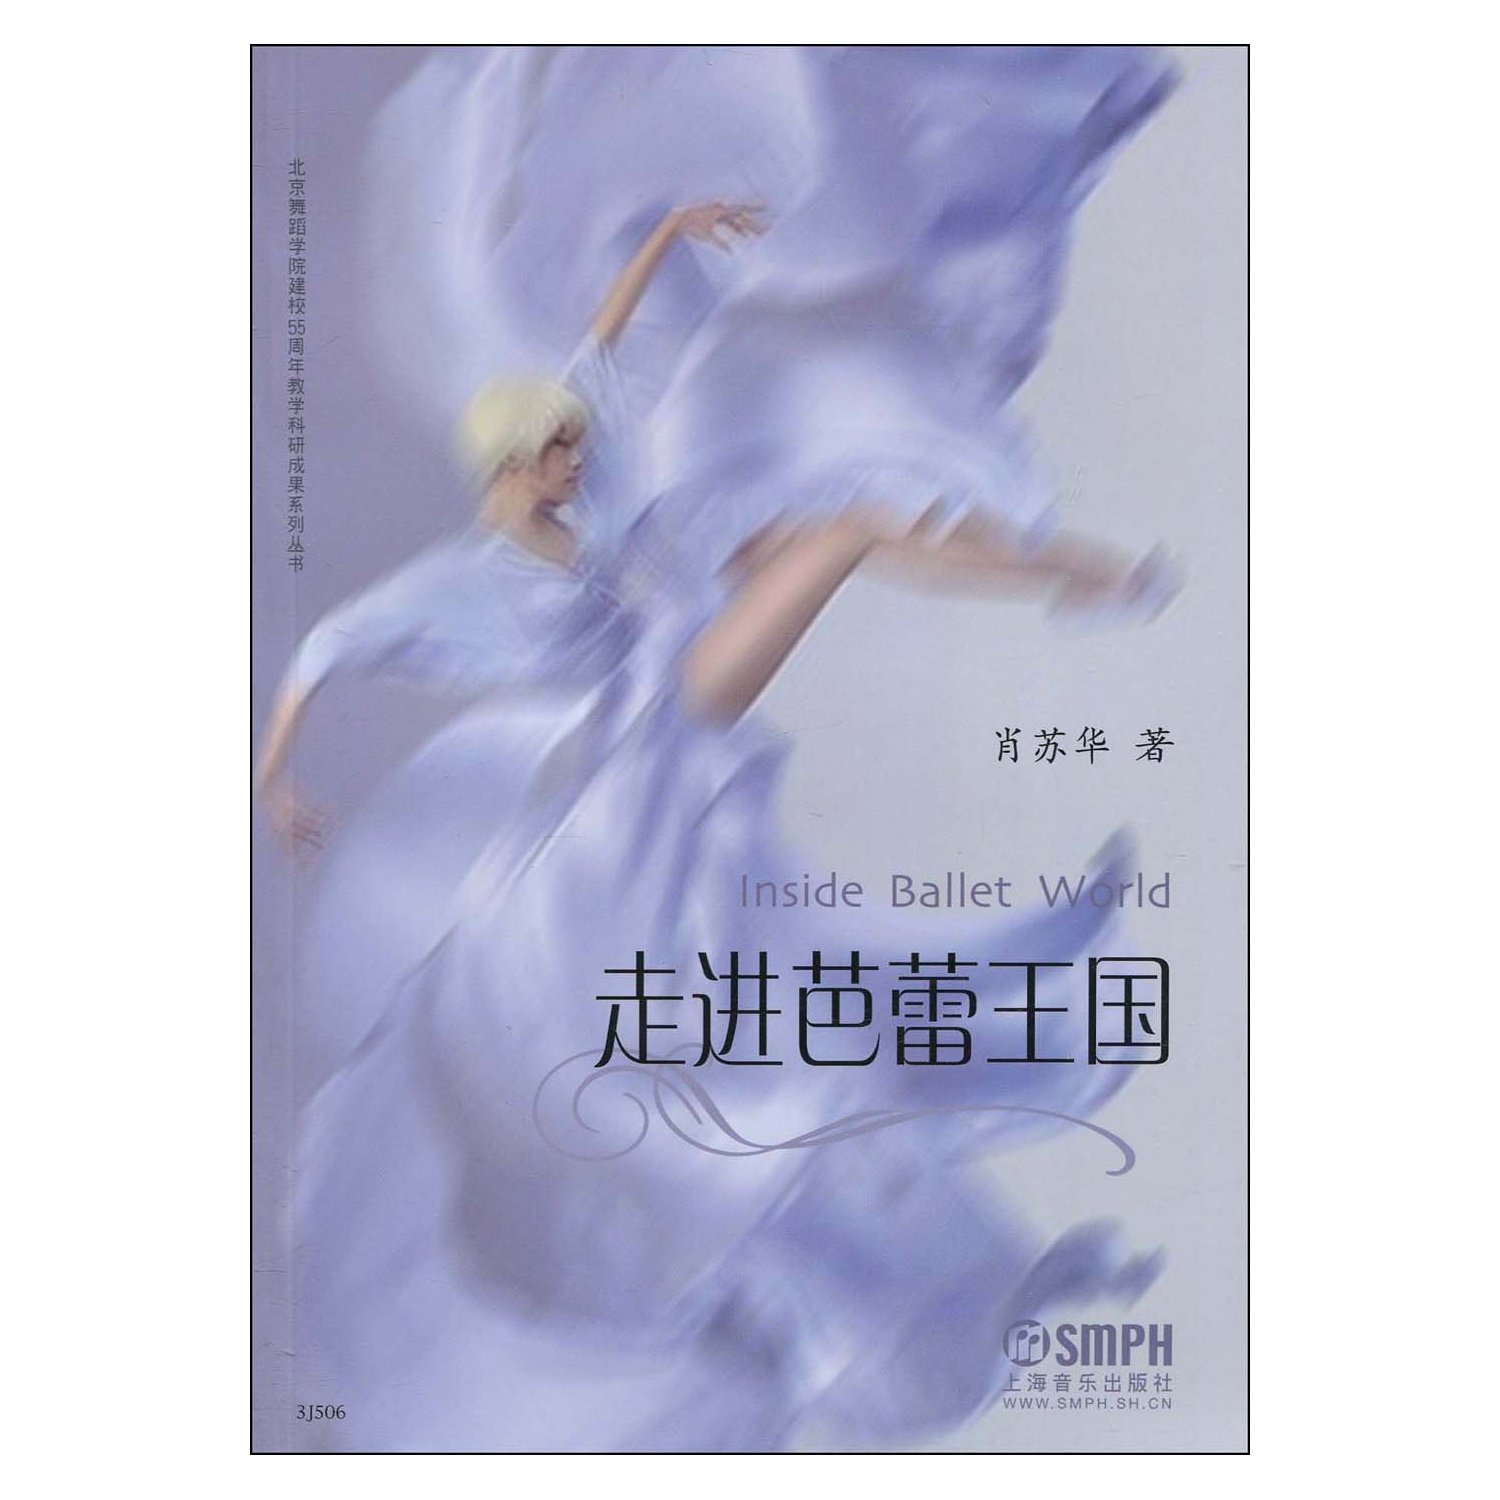 北京舞蹈学院建校55周年教学科研成果系列丛书
肖苏华 著
Inside Ballet World
走进芭蕾王国
SMPH
上海音乐出版社
WWW.SMPH.SH.CN
3J506